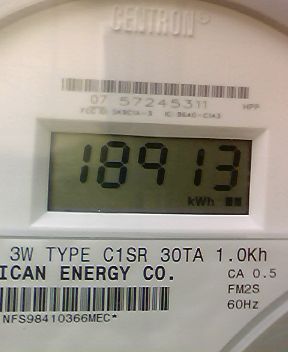 CENTRON®
07 57245311 HPP
18913
kWh
3W TYPE C1SR 30TA 1.0Kh
ICAN ENERGY CO. CA 0.5
FM2S
60Hz
NFS98410366MEC*